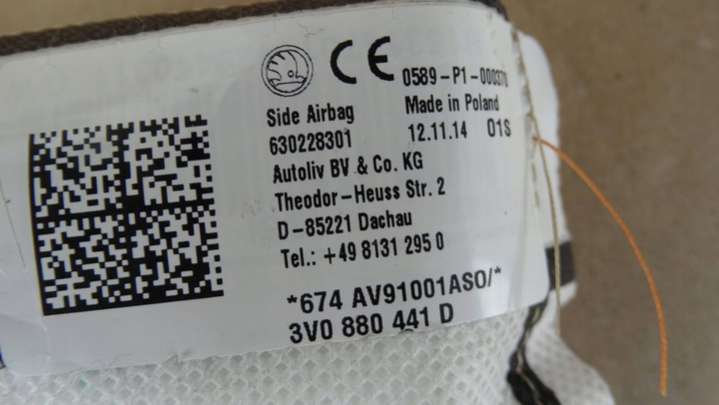 CE 0589-P1-000370
Side Airbag Made in Poland
630228301 12.11.14 01S
Autoliv BV & Co. KG
Theodor-Heuss Str. 2
D-85221 Dachau
Tel.: +49 8131 295 0
*674 AV91001ASO/*
3V0 880 441 D